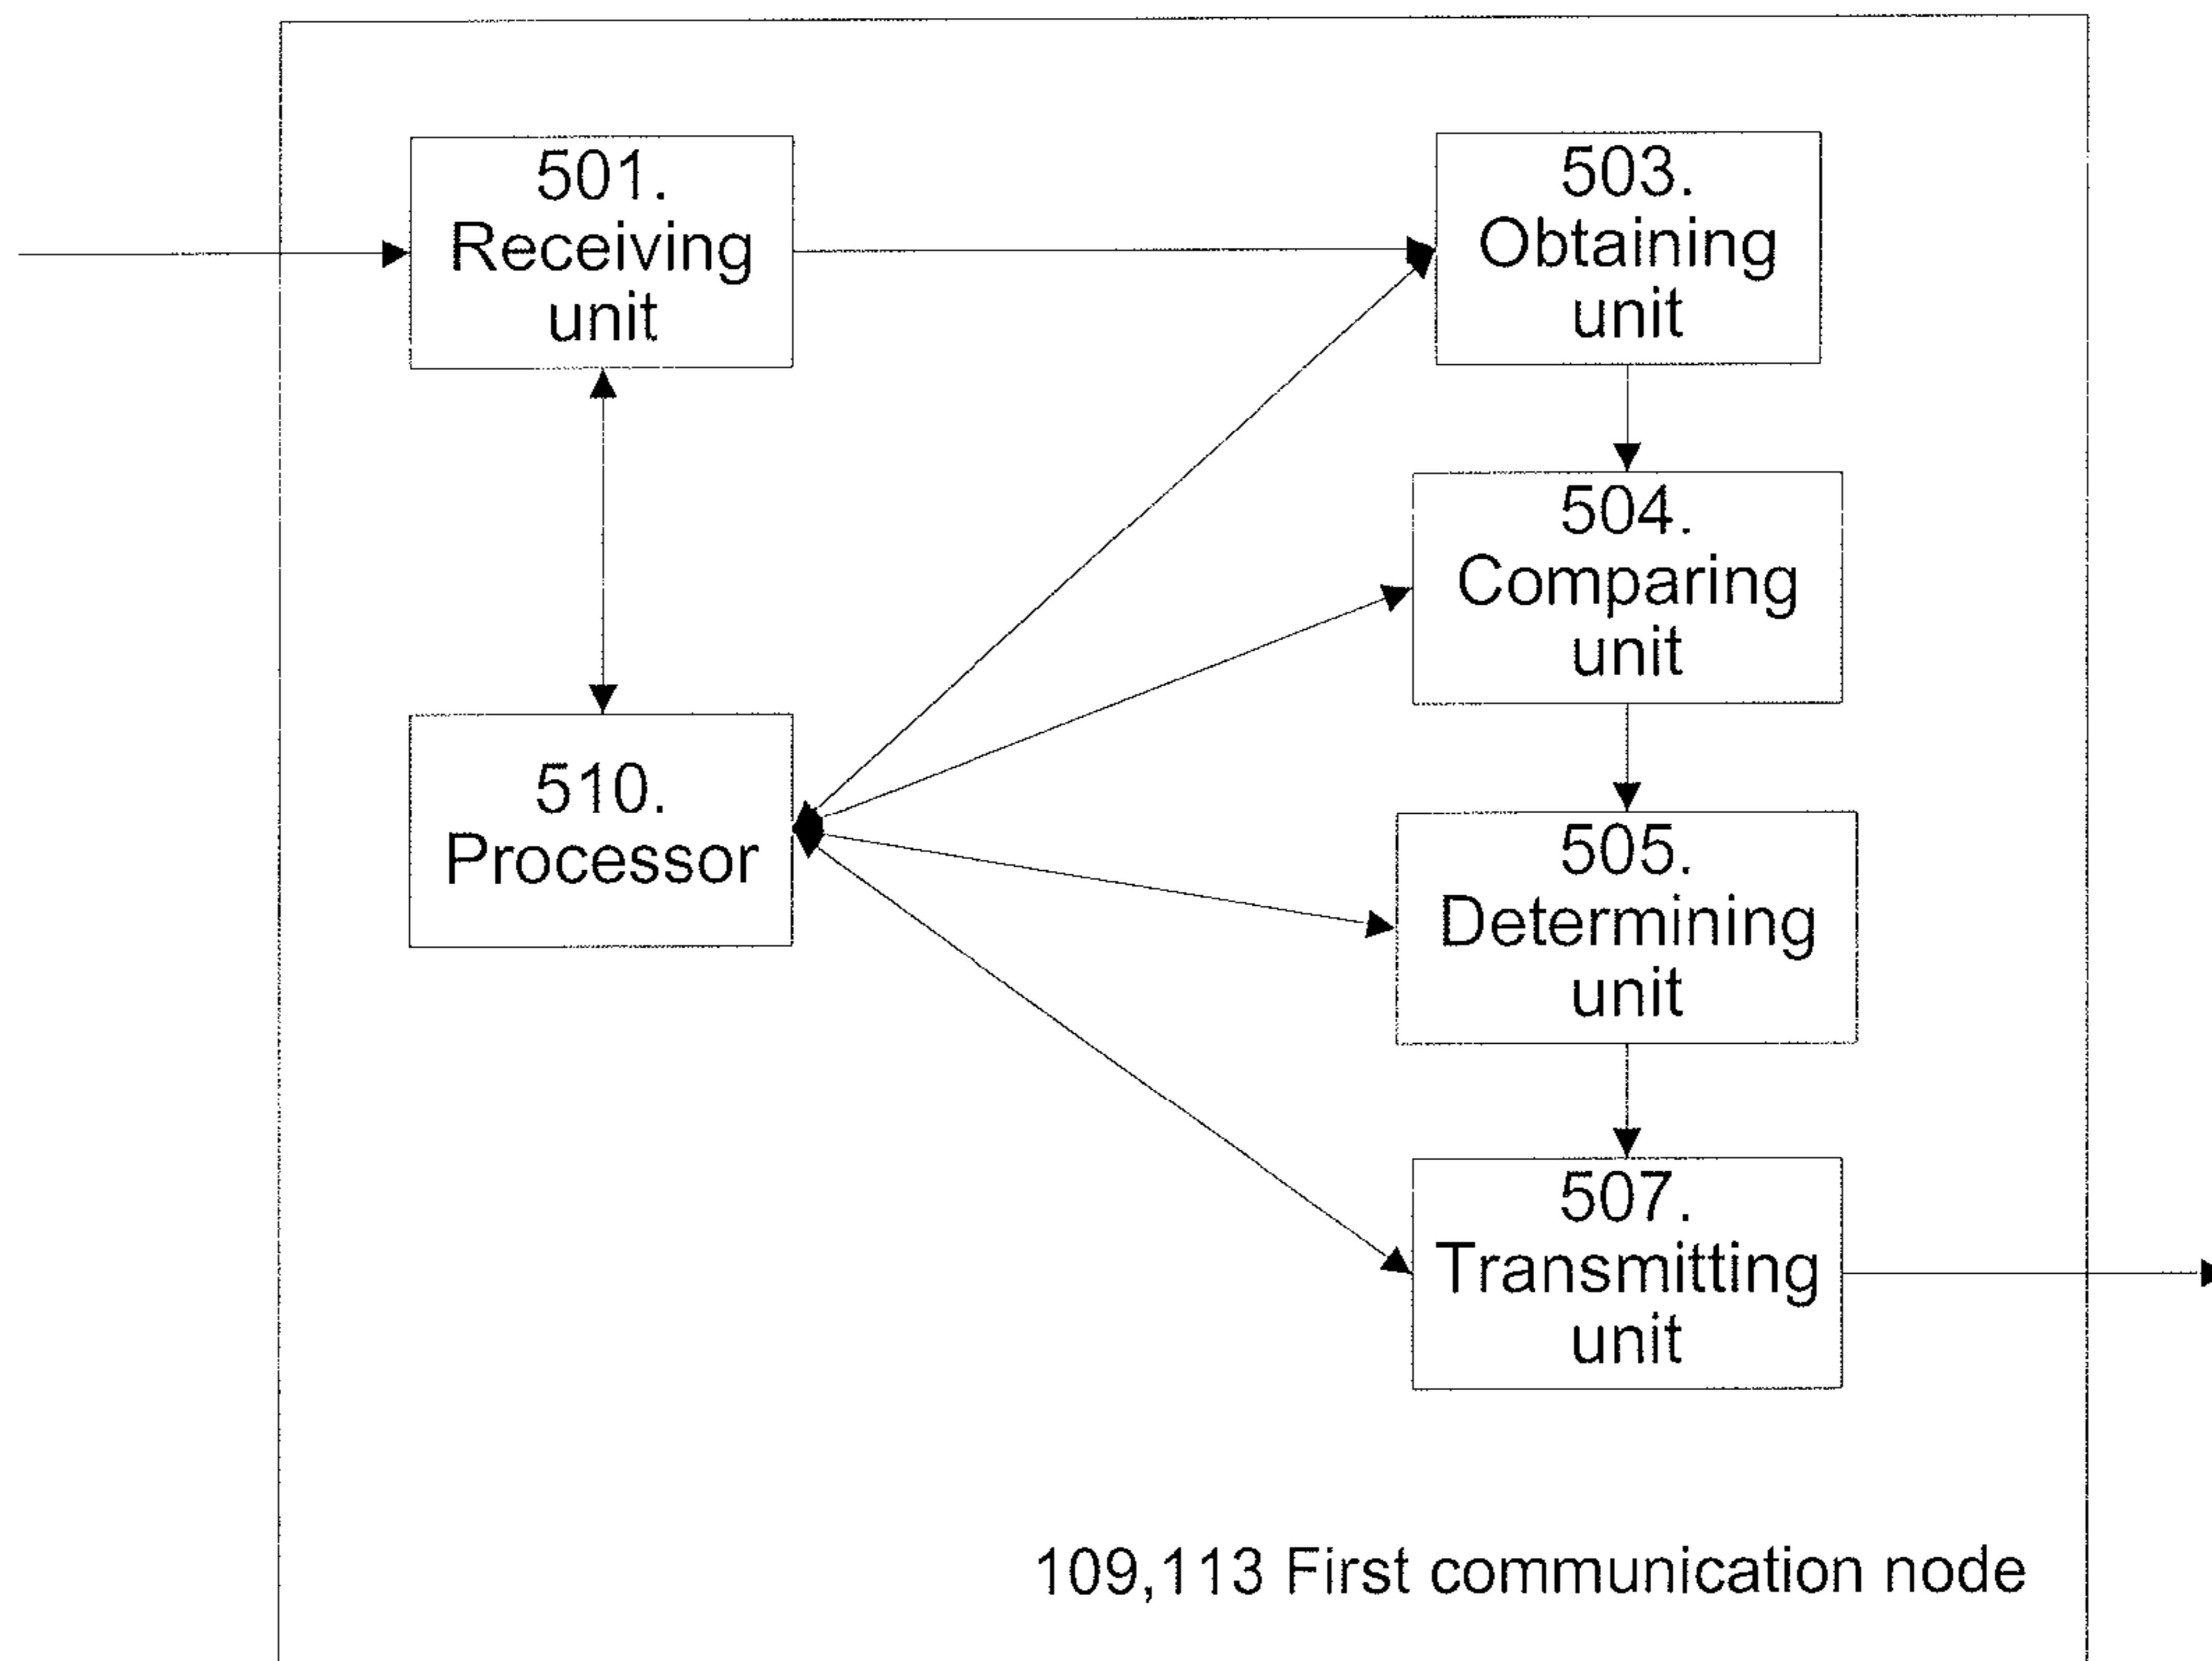 501.
Receiving
unit
503.
Obtaining
unit
504.
Comparing
unit
510.
Processor
505.
Determining
unit
507.
Transmitting
unit
109,113 First communication node